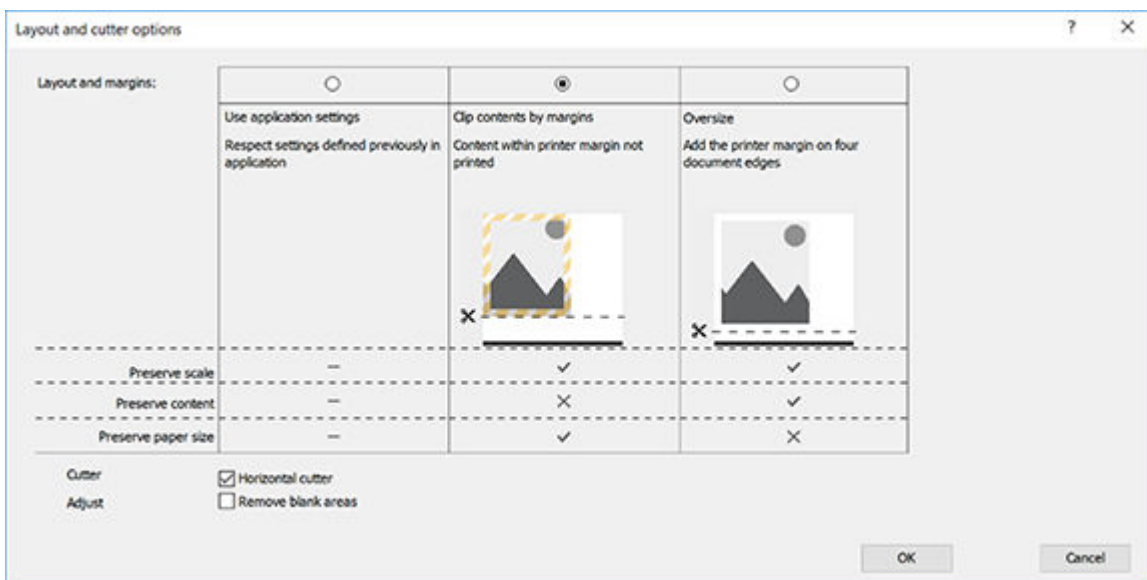 Layout and cutter options
?
Layout and margins:
Use application settings
Respect settings defined previously in
application
Clip contents by margins
Content within printer margin not
printed
Oversize
Add the printer margin on four
document edges
Preserve scale
Preserve content
Preserve paper size
Cutter
Horizontal cutter
Adjust
Remove blank areas
OK
Cancel